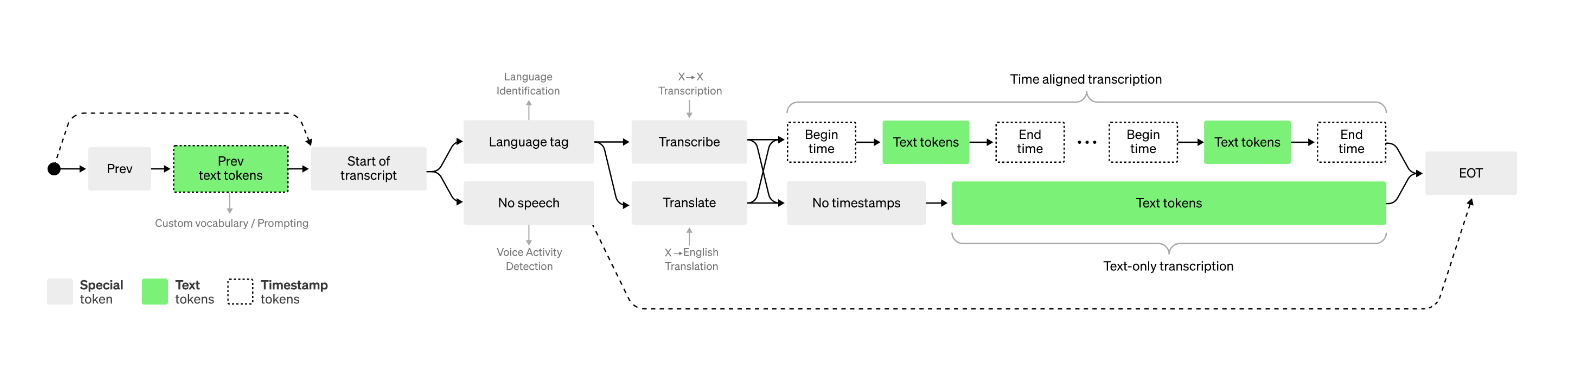 Language
Identification
X→X
Transcription
Time aligned transcription
Prev
Prev
text tokens
Start of
transcript
Language tag
Transcribe
Begin
time
Text tokens
End
time
...
Begin
time
Text tokens
End
time
EOT
No speech
Translate
No timestamps
Text tokens
Custom vocabulary / Prompting
Voice Activity
Detection
X→English
Translation
Text-only transcription
Special
token
Text
tokens
Timestamp
tokens